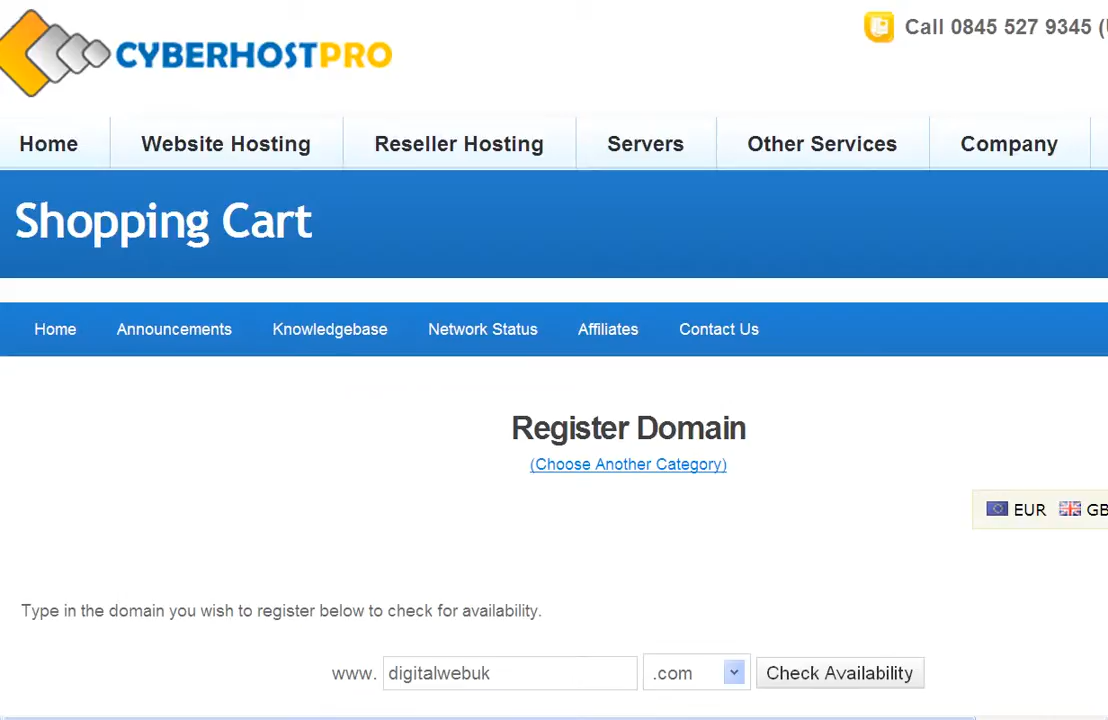 CYBERHOSTPRO
Call 0845 527 9345 (
Home Website Hosting Reseller Hosting Servers Other Services Company
Shopping Cart
Home Announcements Knowledgebase Network Status Affiliates Contact Us
Register Domain
(Choose Another Category)
EUR GB
Type in the domain you wish to register below to check for availability.
www. digitalwebuk .com Check Availability